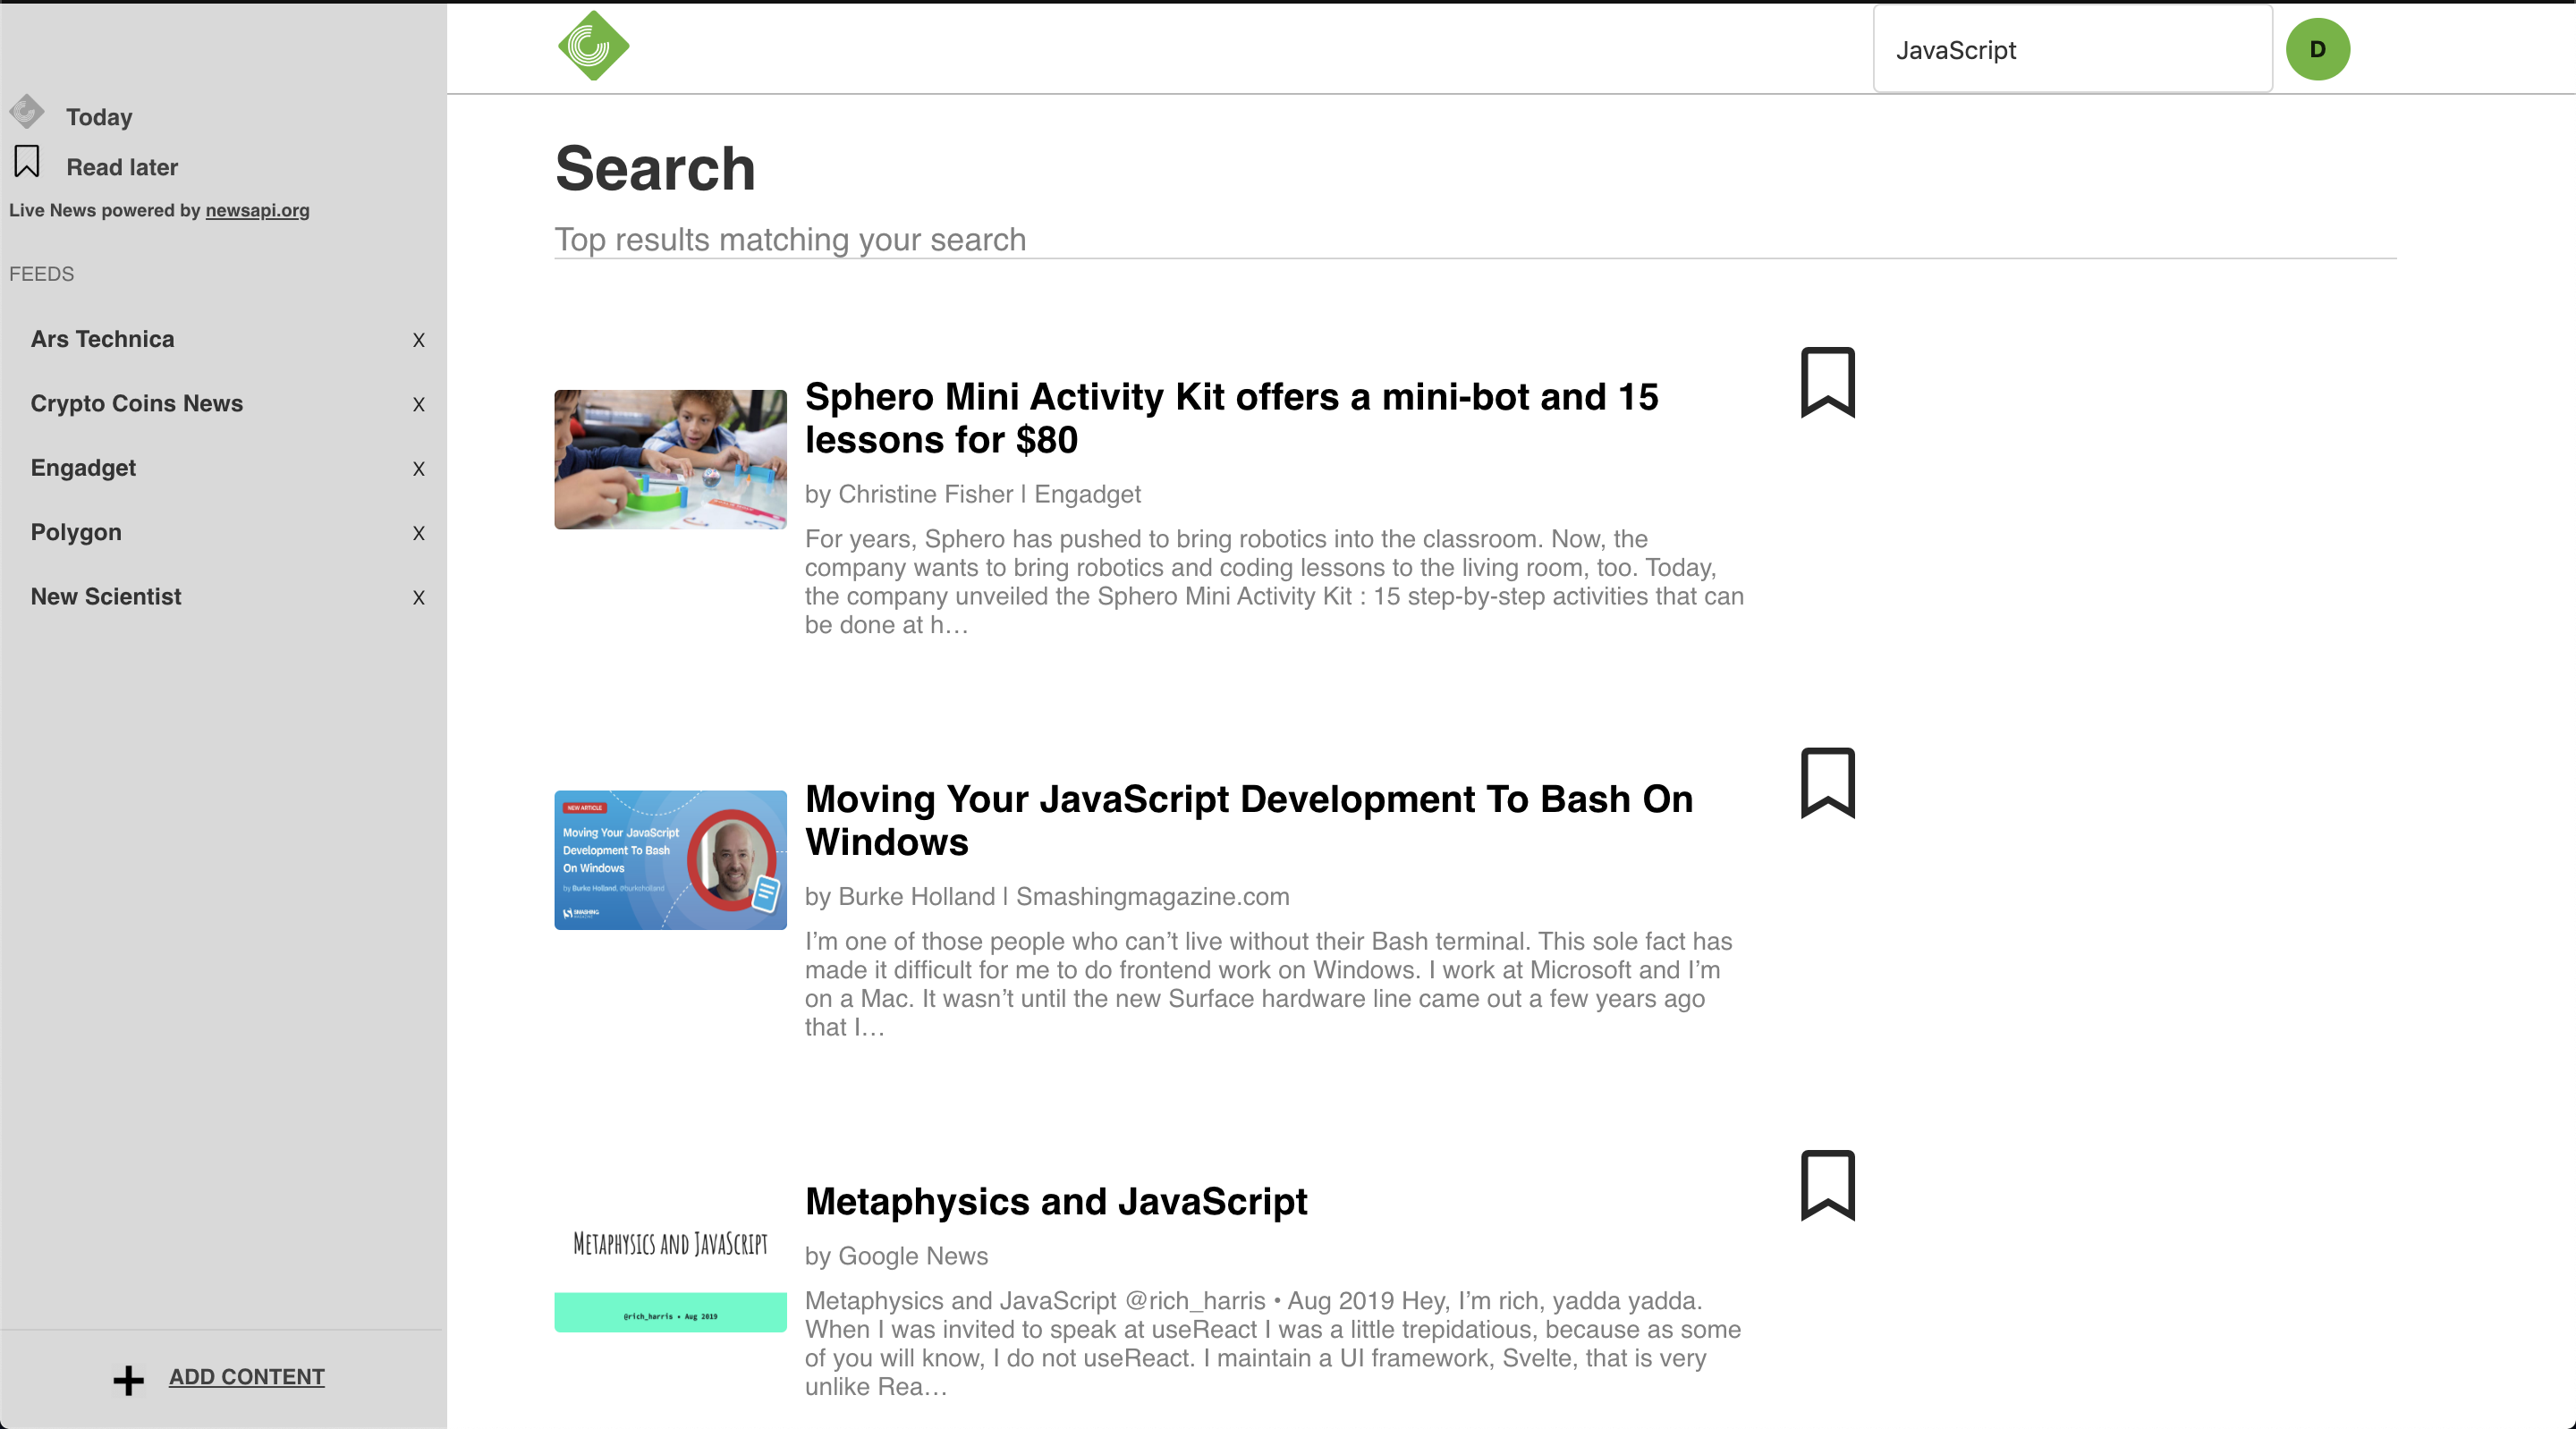 Today
Read later
Live News powered by newsapi.org
FEEDS
Ars Technica X
Crypto Coins News X
Engadget X
Polygon X
New Scientist X
ADD CONTENT
JavaScript
D
Search
Top results matching your search
Sphero Mini Activity Kit offers a mini-bot and 15
lessons for $80
by Christine Fisher | Engadget
For years, Sphero has pushed to bring robotics into the classroom. Now, the
company wants to bring robotics and coding lessons to the living room, too. Today,
the company unveiled the Sphero Mini Activity Kit : 15 step-by-step activities that can
be done at h…
NEW ARTICLE
Moving Your JavaScript
Development To Bash
On Windows
by Burke Holland, @burkeholland
SMASHING
MAGAZINE
Moving Your JavaScript Development To Bash On
Windows
by Burke Holland | Smashingmagazine.com
I’m one of those people who can’t live without their Bash terminal. This sole fact has
made it difficult for me to do frontend work on Windows. I work at Microsoft and I’m
on a Mac. It wasn’t until the new Surface hardware line came out a few years ago
that I…
METAPHYSICS AND JAVASCRIPT
@rich_harris • Aug 2019
Metaphysics and JavaScript
by Google News
Metaphysics and JavaScript @rich_harris • Aug 2019 Hey, I’m rich, yadda yadda.
When I was invited to speak at useReact I was a little trepidatious, because as some
of you will know, I do not useReact. I maintain a UI framework, Svelte, that is very
unlike Rea…